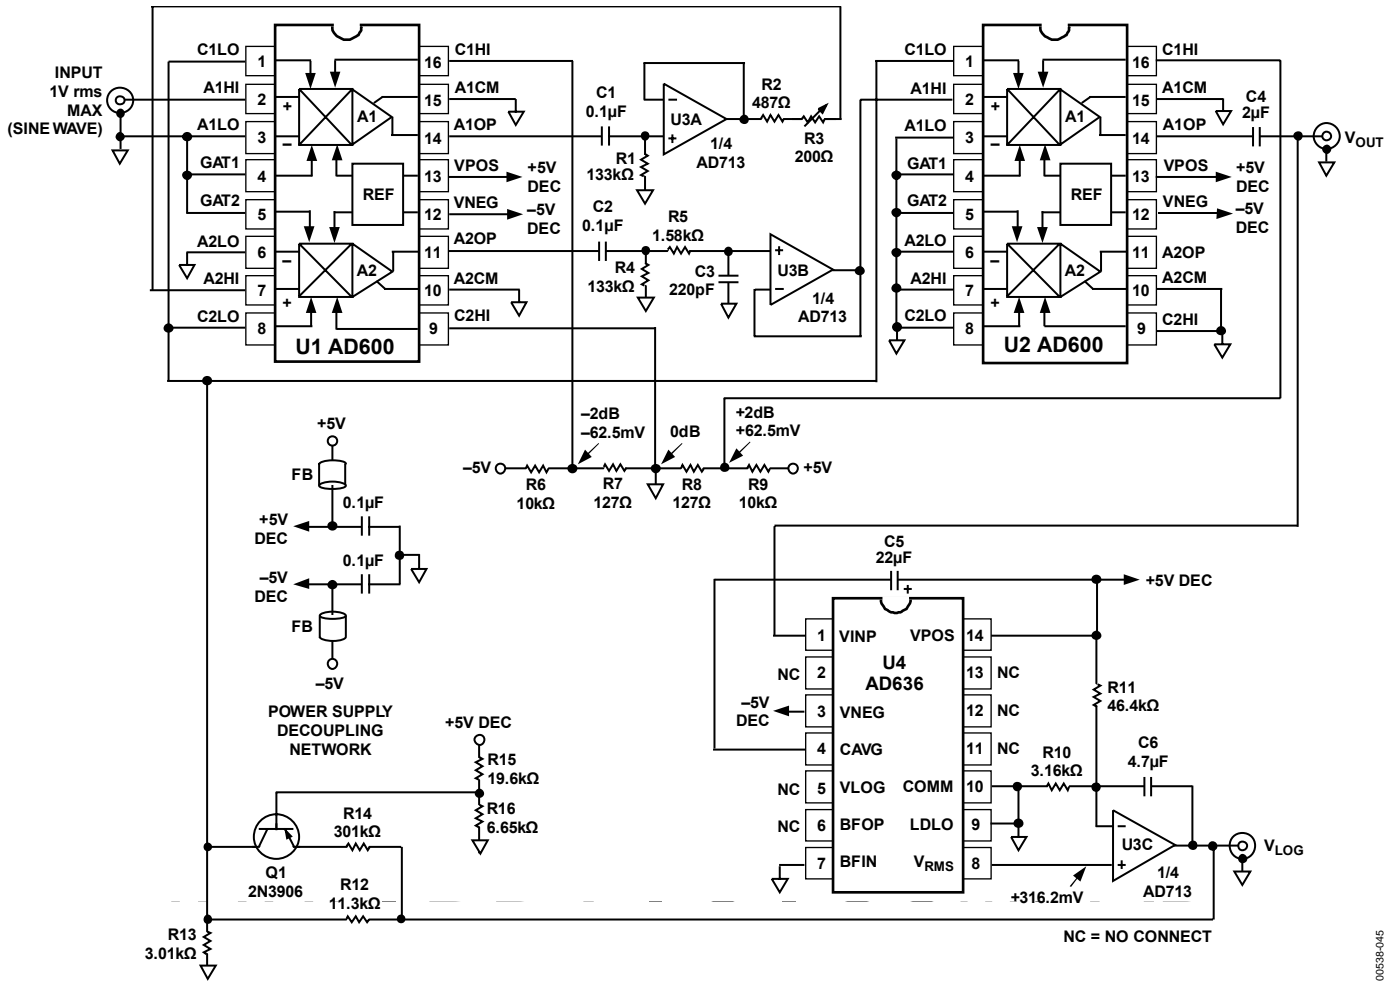 INPUT
1V rms
MAX
(SINE WAVE)
C1LO
1
A1HI
2
A1LO
3
GAT1
4
GAT2
5
A2LO
6
A2HI
7
C2LO
8
+
–
–
+
A1
REF
A2
U1 AD600
C1HI
16
A1CM
15
A1OP
14
VPOS
13
+5V
DEC
VNEG
12
–5V
DEC
A2OP
11
A2CM
10
C2HI
9
C1
0.1µF
R1
133kΩ
–
+
U3A
1/4
AD713
R2
487Ω
R3
200Ω
C2
0.1µF
R4
133kΩ
R5
1.58kΩ
C3
220pF
+
–
U3B
1/4
AD713
C1LO
1
A1HI
2
A1LO
3
GAT1
4
GAT2
5
A2LO
6
A2HI
7
C2LO
8
+
–
–
+
A1
REF
A2
U2 AD600
C1HI
16
A1CM
15
A1OP
14
VPOS
13
+5V
DEC
VNEG
12
–5V
DEC
A2OP
11
A2CM
10
C2HI
9
C4
2µF
VOUT
–2dB
–62.5mV
0dB
+2dB
+62.5mV
–5V
R6
10kΩ
R7
127Ω
R8
127Ω
R9
10kΩ
+5V
+5V
FB
0.1µF
+5V
DEC
0.1µF
–5V
DEC
FB
–5V
POWER SUPPLY
DECOUPLING
NETWORK
+5V DEC
R15
19.6kΩ
R16
6.65kΩ
R14
301kΩ
Q1
2N3906
R12
11.3kΩ
R13
3.01kΩ
C5
22µF
+
+5V DEC
1
VINP
NC
2
–5V
DEC
3
VNEG
4
CAVG
NC
5
VLOG
NC
6
BFOP
7
BFIN
U4
AD636
VPOS
14
13
NC
12
NC
11
NC
COMM
10
LDLO
9
VRMS
8
R11
46.4kΩ
R10
3.16kΩ
C6
4.7µF
–
+
U3C
1/4
AD713
+316.2mV
VLOG
NC = NO CONNECT
00538-045